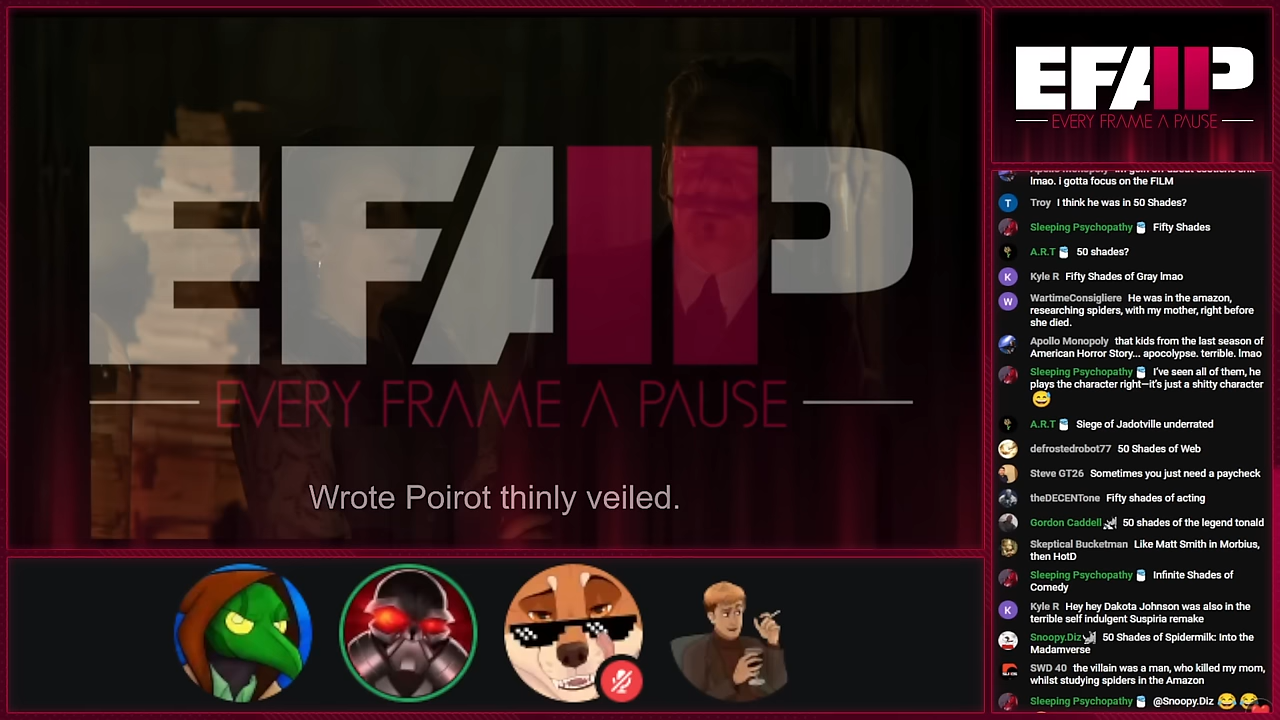 EFAP
EVERY FRAME A PAUSE
Wrote Poirot thinly veiled.
EFAP
EVERY FRAME A PAUSE
lmao. i gotta focus on the FILM
T Troy I think he was in 50 Shades?
Sleeping Psychopathy Fifty Shades
A.R.T 50 shades?
K Kyle R Fifty Shades of Gray lmao
W WartimeConsigliere He was in the amazon,
researching spiders, with my mother, right before
she died.
Apollo Monopoly that kids from the last season of
American Horror Story... apocolypse. terrible. lmao
Sleeping Psychopathy I've seen all of them, he
plays the character right—it's just a shitty character
😅
A.R.T Siege of Jadotville underrated
defrostedrobot77 50 Shades of Web
Steve GT26 Sometimes you just need a paycheck
theDECENTone Fifty shades of acting
Gordon Caddell 50 shades of the legend tonald
Skeptical Bucketman Like Matt Smith in Morbius,
then HotD
Sleeping Psychopathy Infinite Shades of
Comedy
K Kyle R Hey hey Dakota Johnson was also in the
terrible self indulgent Suspiria remake
Snoopy.Diz 50 Shades of Spidermilk: Into the
Madamverse
SWD 40 the villain was a man, who killed my mom,
whilst studying spiders in the Amazon
Sleeping Psychopathy @Snoopy.Diz 😂😂